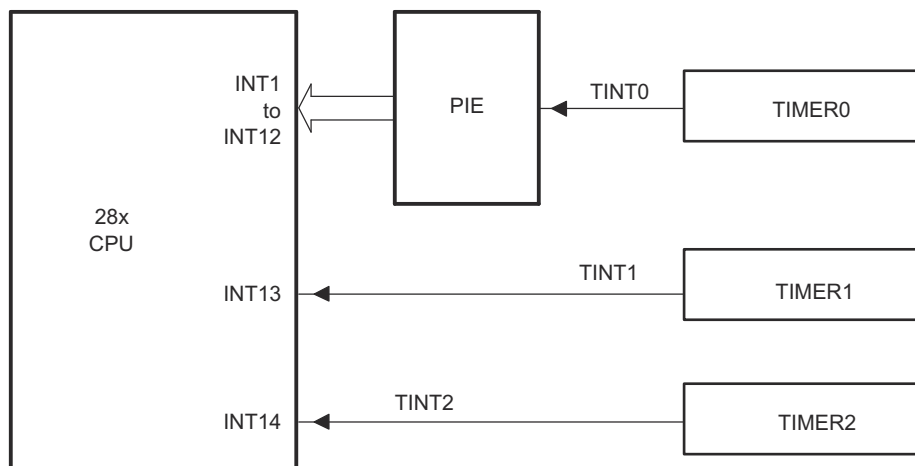 INT1
to
INT12
PIE
TINT0
TIMER0
28x
CPU
INT13
TINT1
TIMER1
INT14
TINT2
TIMER2